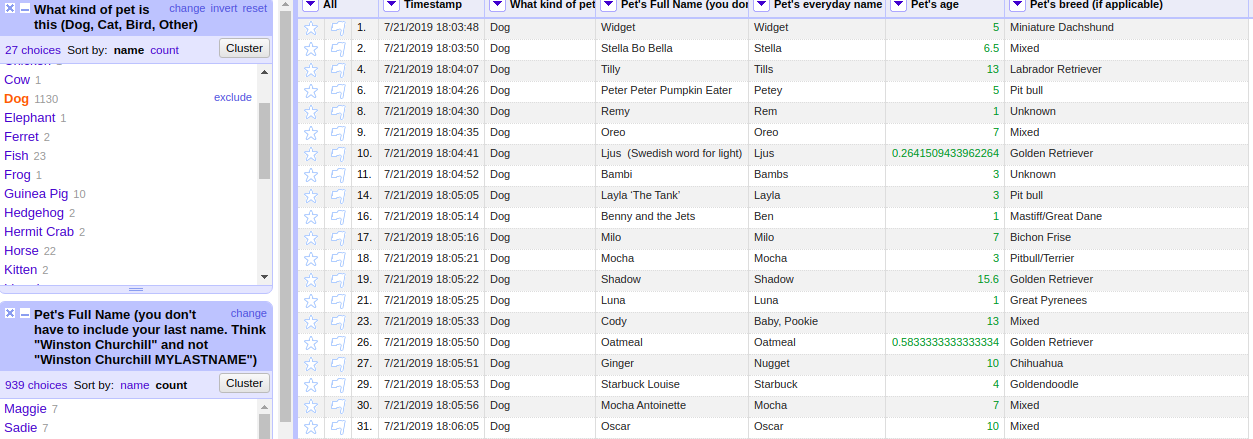 What kind of pet is this (Dog, Cat, Bird, Other)
change invert reset
27 choices Sort by: name count Cluster
Cow 1
Dog 1130 exclude
Elephant 1
Ferret 2
Fish 23
Frog 1
Guinea Pig 10
Hedgehog 2
Hermit Crab 2
Horse 22
Kitten 2
Pet's Full Name (you don't change
have to include your last name. Think
"Winston Churchill" and not
"Winston Churchill MYLASTNAME")
939 choices Sort by: name count Cluster
Maggie 7
Sadie 7
All Timestamp What kind of pet Pet's Full Name (you don Pet's everyday name Pet's age Pet's breed (if applicable)
1. 7/21/2019 18:03:48 Dog Widget Widget 5 Miniature Dachshund
2. 7/21/2019 18:03:50 Dog Stella Bo Bella Stella 6.5 Mixed
4. 7/21/2019 18:04:07 Dog Tilly Tills 13 Labrador Retriever
6. 7/21/2019 18:04:26 Dog Peter Peter Pumpkin Eater Petey 5 Pit bull
8. 7/21/2019 18:04:30 Dog Remy Rem 1 Unknown
9. 7/21/2019 18:04:35 Dog Oreo Oreo 7 Mixed
10. 7/21/2019 18:04:41 Dog Ljus (Swedish word for light) Ljus 0.2641509433962264 Golden Retriever
11. 7/21/2019 18:04:52 Dog Bambi Bambs 3 Unknown
14. 7/21/2019 18:05:05 Dog Layla ‘The Tank’ Layla 3 Pit bull
16. 7/21/2019 18:05:14 Dog Benny and the Jets Ben 1 Mastiff/Great Dane
17. 7/21/2019 18:05:16 Dog Milo Milo 7 Bichon Frise
18. 7/21/2019 18:05:21 Dog Mocha Mocha 3 Pitbull/Terrier
19. 7/21/2019 18:05:22 Dog Shadow Shadow 15.6 Golden Retriever
21. 7/21/2019 18:05:25 Dog Luna Luna 1 Great Pyrenees
23. 7/21/2019 18:05:33 Dog Cody Baby, Pookie 13 Mixed
26. 7/21/2019 18:05:50 Dog Oatmeal Oatmeal 0.5833333333333334 Golden Retriever
27. 7/21/2019 18:05:51 Dog Ginger Nugget 10 Chihuahua
29. 7/21/2019 18:05:53 Dog Starbuck Louise Starbuck 4 Goldendoodle
30. 7/21/2019 18:05:56 Dog Mocha Antoinette Mocha 7 Mixed
31. 7/21/2019 18:06:05 Dog Oscar Oscar 10 Mixed